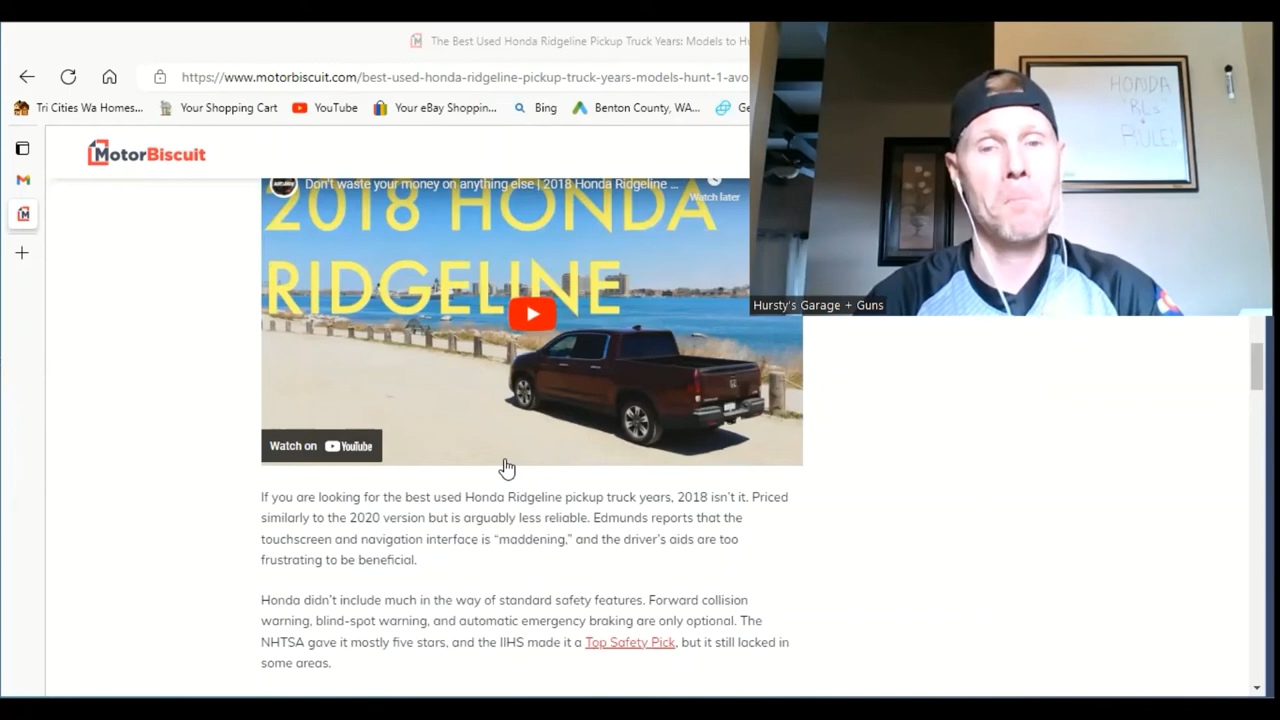 The Best Used Honda Ridgeline Pickup Truck Years: Models to Hu
https://www.motorbiscuit.com/best-used-honda-ridgeline-pickup-truck-years-models-hunt-1-avo
Tri Cities Wa Homes... Your Shopping Cart YouTube Your eBay Shoppin... Bing Benton County, WA... Ge
MotorBiscuit
Don't waste your money on anything else | 2018 Honda Ridgeline ...
Watch later
2018 HONDA
RIDGELINE
Watch on YouTube
HONDA
"RLs"
RULE!
Hursty's Garage + Guns
If you are looking for the best used Honda Ridgeline pickup truck years, 2018 isn't it. Priced
similarly to the 2020 version but is arguably less reliable. Edmunds reports that the
touchscreen and navigation interface is “maddening,” and the driver's aids are too
frustrating to be beneficial.
Honda didn't include much in the way of standard safety features. Forward collision
warning, blind-spot warning, and automatic emergency braking are only optional. The
NHTSA gave it mostly five stars, and the IIHS made it a Top Safety Pick, but it still lacked in
some areas.